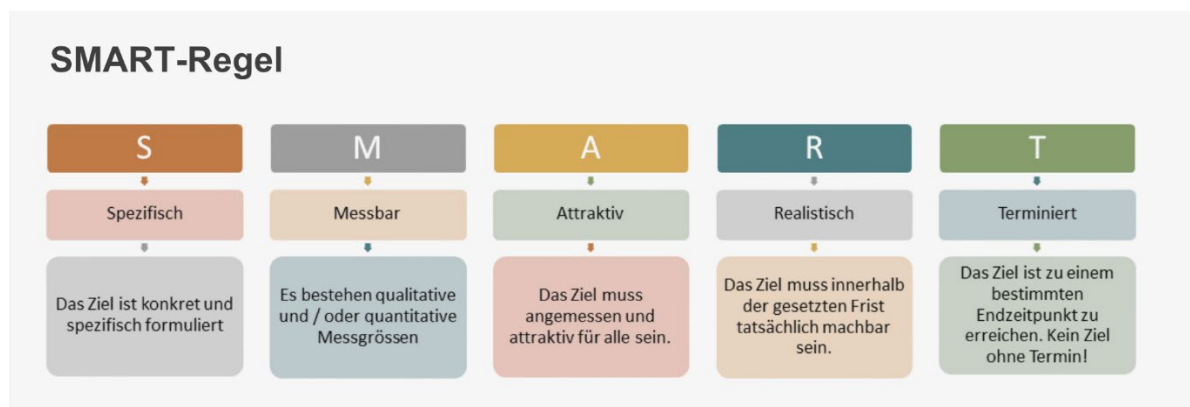 SMART-Regel
S
M
A
R
T
Spezifisch
Messbar
Attraktiv
Realistisch
Terminiert
Das Ziel ist konkret und
spezifisch formuliert
Es bestehen qualitative
und / oder quantitative
Messgrössen
Das Ziel muss
angemessen und
attraktiv für alle sein.
Das Ziel muss innerhalb
der gesetzten Frist
tatsächlich machbar
sein.
Das Ziel ist zu einem
bestimmten
Endzeitpunkt zu
erreichen. Kein Ziel
ohne Termin!